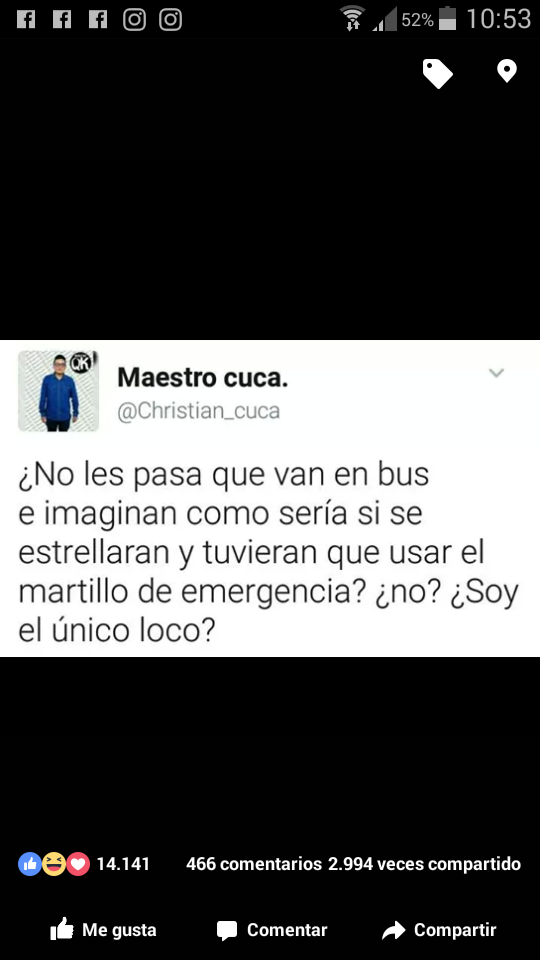 52% 10:53
QK
Maestro cuca.
@Christian_cuca
¿No les pasa que van en bus
e imaginan como sería si se
estrellaran y tuvieran que usar el
martillo de emergencia? ¿no? ¿Soy
el único loco?
14.141 466 comentarios 2.994 veces compartido
Me gusta Comentar Compartir